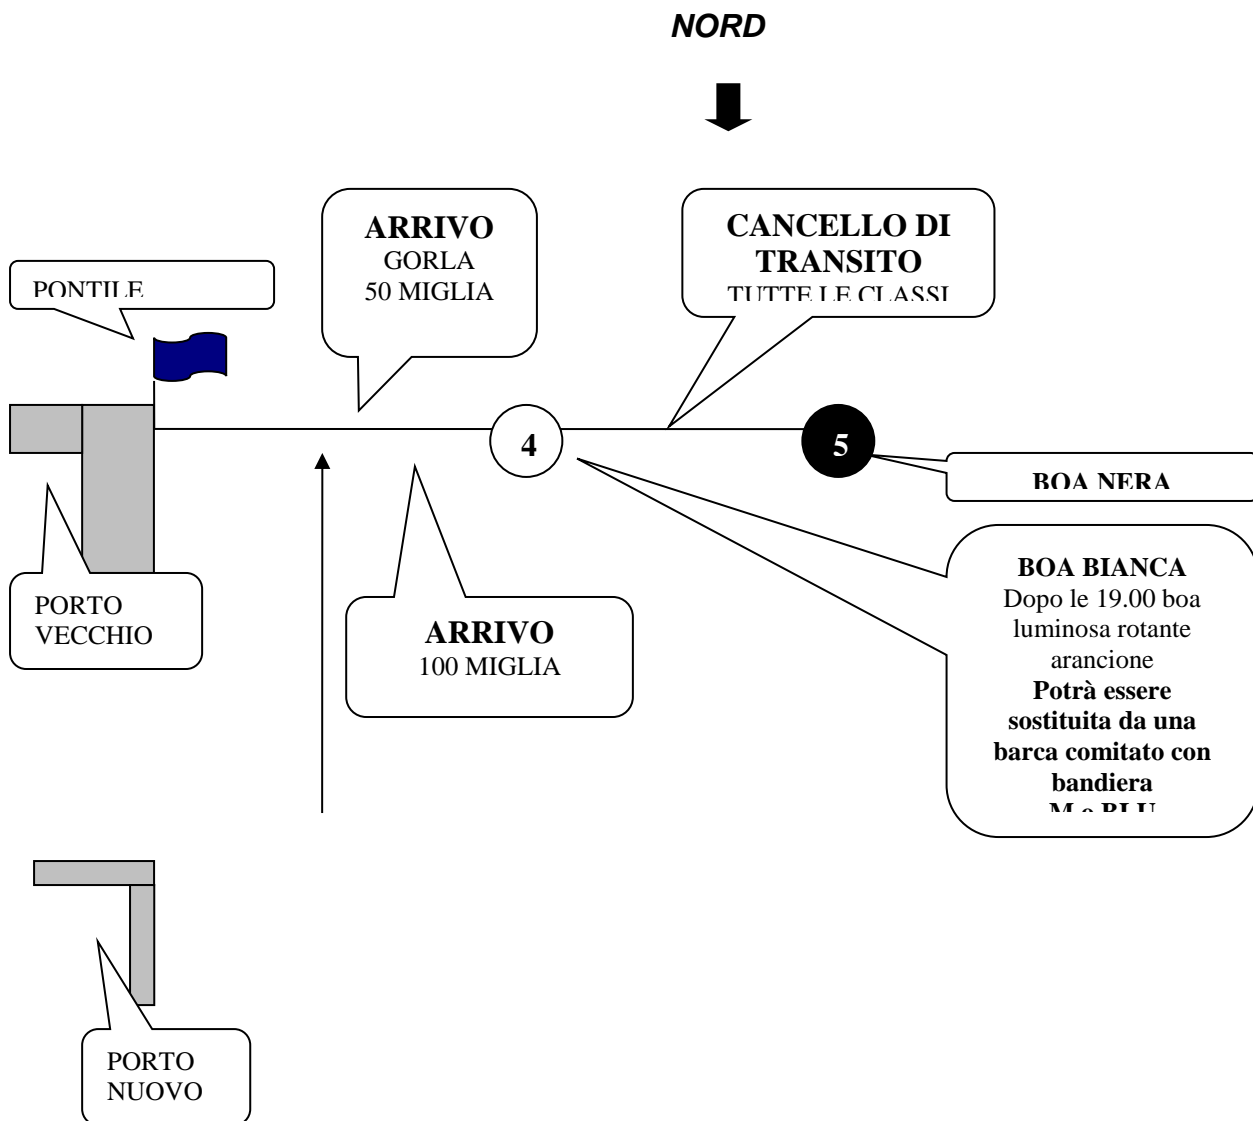 NORD
ARRIVO
GORLA
50 MIGLIA
CANCELLO DI
TRANSITO
TUTTE LE CLASSI
PONTILE
4
5
BOA NERA
BOA BIANCA
Dopo le 19.00 boa
luminosa rotante
arancione
Potrà essere
sostituita da una
barca comitato con
bandiera
M o BLU
PORTO
VECCHIO
ARRIVO
100 MIGLIA
PORTO
NUOVO